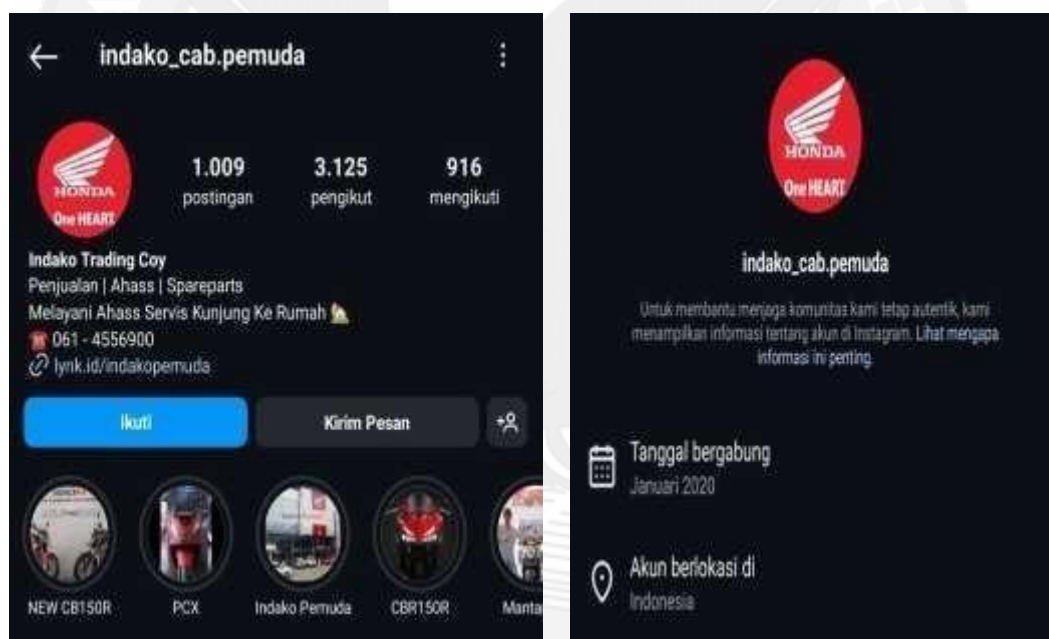 indako_cab.pemuda
HONDA
One HEART
1.009
postingan
3.125
pengikut
916
mengikuti
Indako Trading Coy
Penjualan | Ahass | Spareparts
Melayani Ahass Servis Kunjung Ke Rumah 🏡
☎️ 061 - 4556900
lynk.id/indakopemuda
Ikuti
Kirim Pesan
NEW CB150R
PCX
Indako Pemuda
CBR150R
Manta
HONDA
One HEART
indako_cab.pemuda
Untuk membantu menjaga komunitas kami tetap autentik, kami
menampilkan informasi tentang akun di Instagram. Lihat mengapa
informasi ini penting.
Tanggal bergabung
Januari 2020
Akun berlokasi di
Indonesia